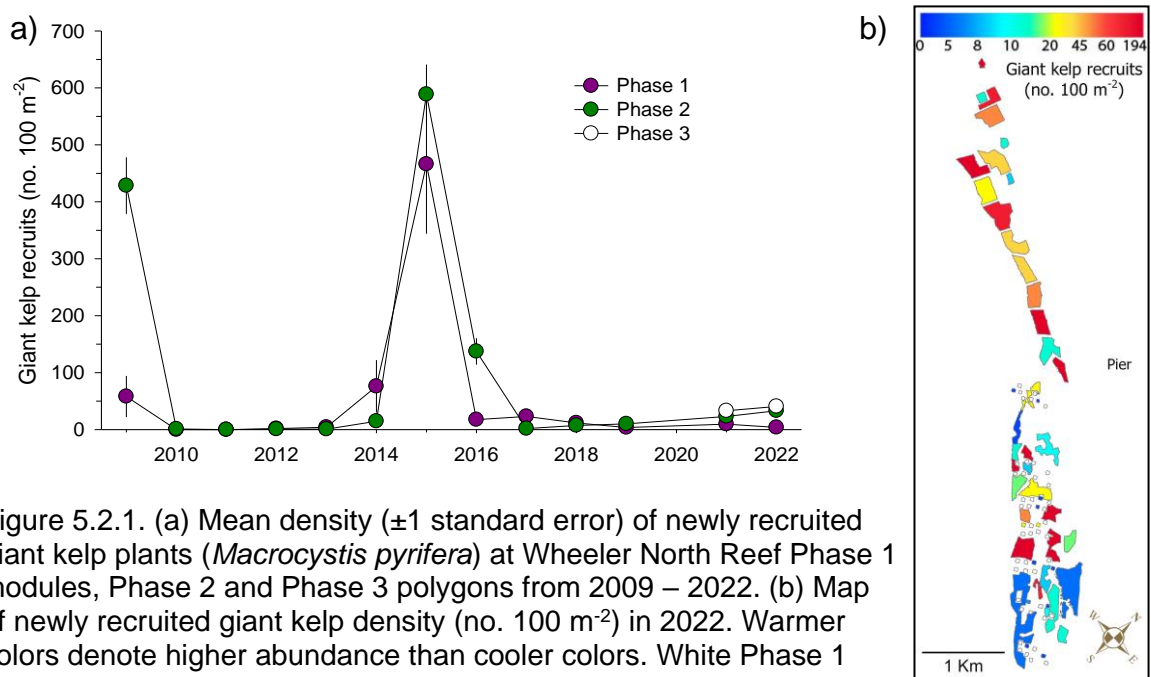 a)
700
600
500
400
300
200
100
0
Giant kelp recruits (no. 100 m-2)
Phase 1
Phase 2
Phase 3
2010 2012 2014 2016 2018 2020 2022
b)
0 5 8 10 20 45 60 194
Giant kelp recruits
(no. 100 m-2)
Pier
W N
S E
1 Km
igure 5.2.1. (a) Mean density (±1 standard error) of newly recruited
iant kelp plants (Macrocystis pyrifera) at Wheeler North Reef Phase 1
modules, Phase 2 and Phase 3 polygons from 2009 – 2022. (b) Map
f newly recruited giant kelp density (no. 100 m-2) in 2022. Warmer
olors denote higher abundance than cooler colors. White Phase 1